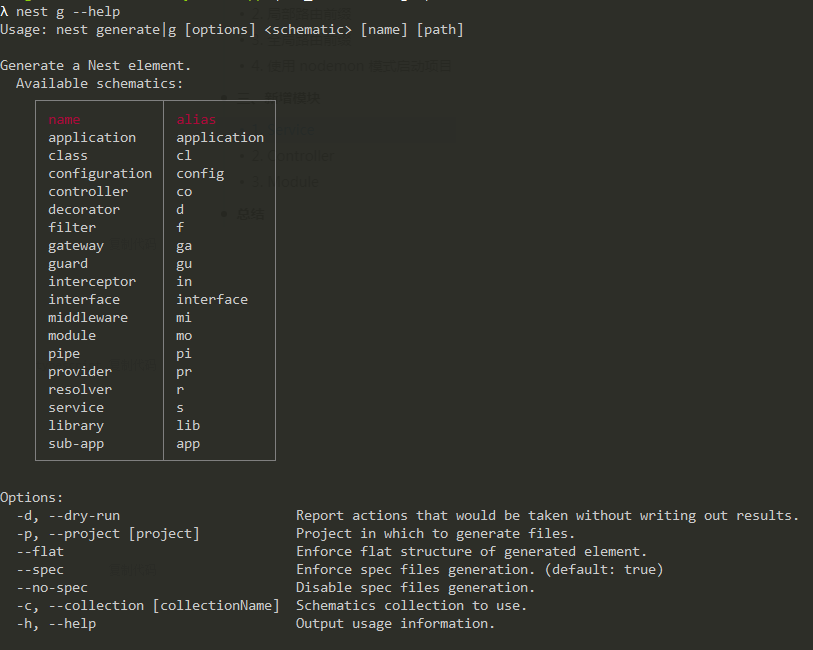 λ nest g --help
Usage: nest generate|g [options] <schematic> [name] [path]
Generate a Nest element.
Available schematics:
name alias
application application
class cl
configuration config
controller co
decorator d
filter f
gateway ga
guard gu
interceptor in
interface interface
middleware mi
module mo
pipe pi
provider pr
resolver r
service s
library lib
sub-app app
Options:
-d, --dry-run Report actions that would be taken without writing out results.
-p, --project [project] Project in which to generate files.
--flat Enforce flat structure of generated element.
--spec Enforce spec files generation. (default: true)
--no-spec Disable spec files generation.
-c, --collection [collectionName] Schematics collection to use.
-h, --help Output usage information.